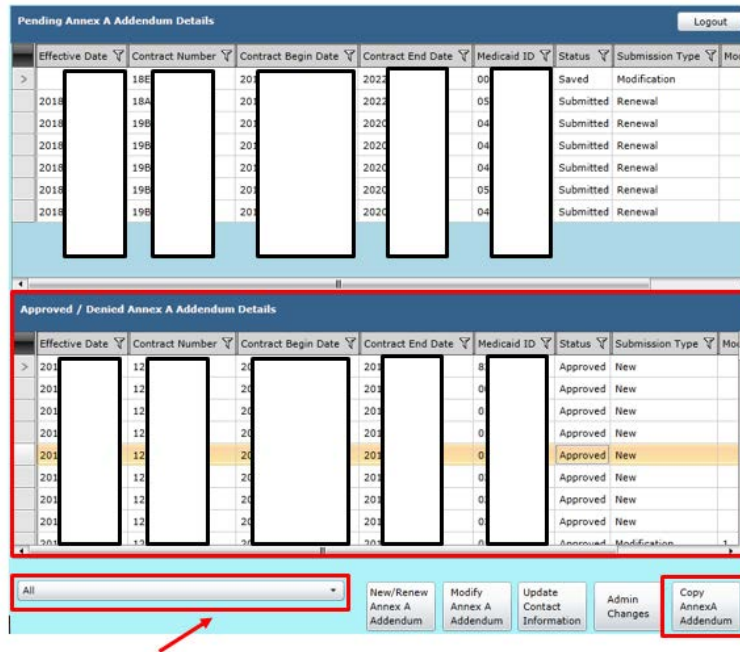 Pending Annex A Addendum Details Logout
Effective Date Contract Number Contract Begin Date Contract End Date Medicaid ID Status Submission Type
> 18E 201 2022 00 Saved Modification
2018 18A 201 2022 05 Submitted Renewal
2018 19B 201 2020 04 Submitted Renewal
2018 19B 201 2020 04 Submitted Renewal
2018 19B 201 2020 04 Submitted Renewal
2018 19B 201 2020 05 Submitted Renewal
2018 19B 201 2020 04 Submitted Renewal
Approved / Denied Annex A Addendum Details
Effective Date Contract Number Contract Begin Date Contract End Date Medicaid ID Status Submission Type
> 201 12 20 201 Approved New
201 12 20 201 Approved New
201 12 20 201 Approved New
201 12 20 201 Approved New
201 12 20 201 Approved New
201 12 20 201 Approved New
201 12 20 201 Approved New
201 12 20 201 Approved New
Approved Modification 1
All
New/Renew
Annex A
Addendum
Modify
Annex A
Addendum
Update
Contact
Information
Admin
Changes
Copy
AnnexA
Addendum